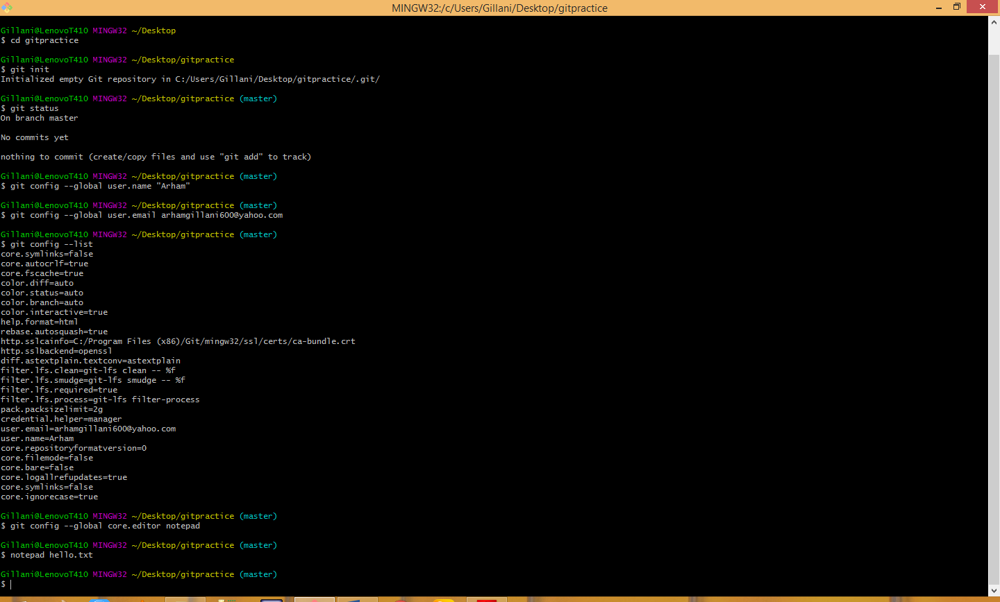 MINGW32:/c/Users/Gillani/Desktop/gitpractice
Gillani@LenovoT410 MINGW32 ~/Desktop
$ cd gitpractice
Gillani@LenovoT410 MINGW32 ~/Desktop/gitpractice
$ git init
Initialized empty Git repository in C:/Users/Gillani/Desktop/gitpractice/.git/
Gillani@LenovoT410 MINGW32 ~/Desktop/gitpractice (master)
$ git status
On branch master
No commits yet
nothing to commit (create/copy files and use "git add" to track)
Gillani@LenovoT410 MINGW32 ~/Desktop/gitpractice (master)
$ git config --global user.name "Arham"
Gillani@LenovoT410 MINGW32 ~/Desktop/gitpractice (master)
$ git config --global user.email arhamgillani600@yahoo.com
Gillani@LenovoT410 MINGW32 ~/Desktop/gitpractice (master)
$ git config --list
core.symlinks=false
core.autocrlf=true
core.fscache=true
color.diff=auto
color.status=auto
color.branch=auto
color.interactive=true
help.format=html
rebase.autosquash=true
http.sslcainfo=C:/Program Files (x86)/Git/mingw32/ssl/certs/ca-bundle.crt
http.sslbackend=openssl
diff.astextplain.textconv=astextplain
filter.lfs.clean=git-lfs clean -- %f
filter.lfs.smudge=git-lfs smudge -- %f
filter.lfs.required=true
filter.lfs.process=git-lfs filter-process
pack.packsizelimit=2g
credential.helper=manager
user.email=arhamgillani600@yahoo.com
user.name=Arham
core.repositoryformatversion=0
core.filemode=false
core.bare=false
core.logallrefupdates=true
core.symlinks=false
core.ignorecase=true
Gillani@LenovoT410 MINGW32 ~/Desktop/gitpractice (master)
$ git config --global core.editor notepad
Gillani@LenovoT410 MINGW32 ~/Desktop/gitpractice (master)
$ notepad hello.txt
Gillani@LenovoT410 MINGW32 ~/Desktop/gitpractice (master)
$